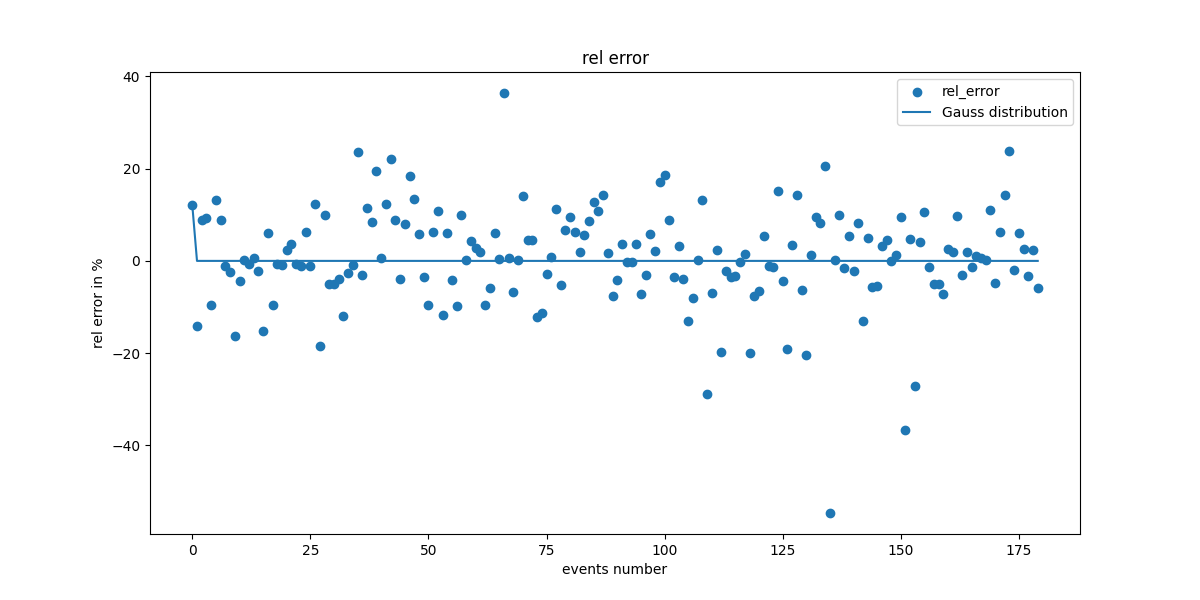 rel error
40
20
0
−20
−40
rel error in %
rel_error
Gauss distribution
0 25 50 75 100 125 150 175
events number